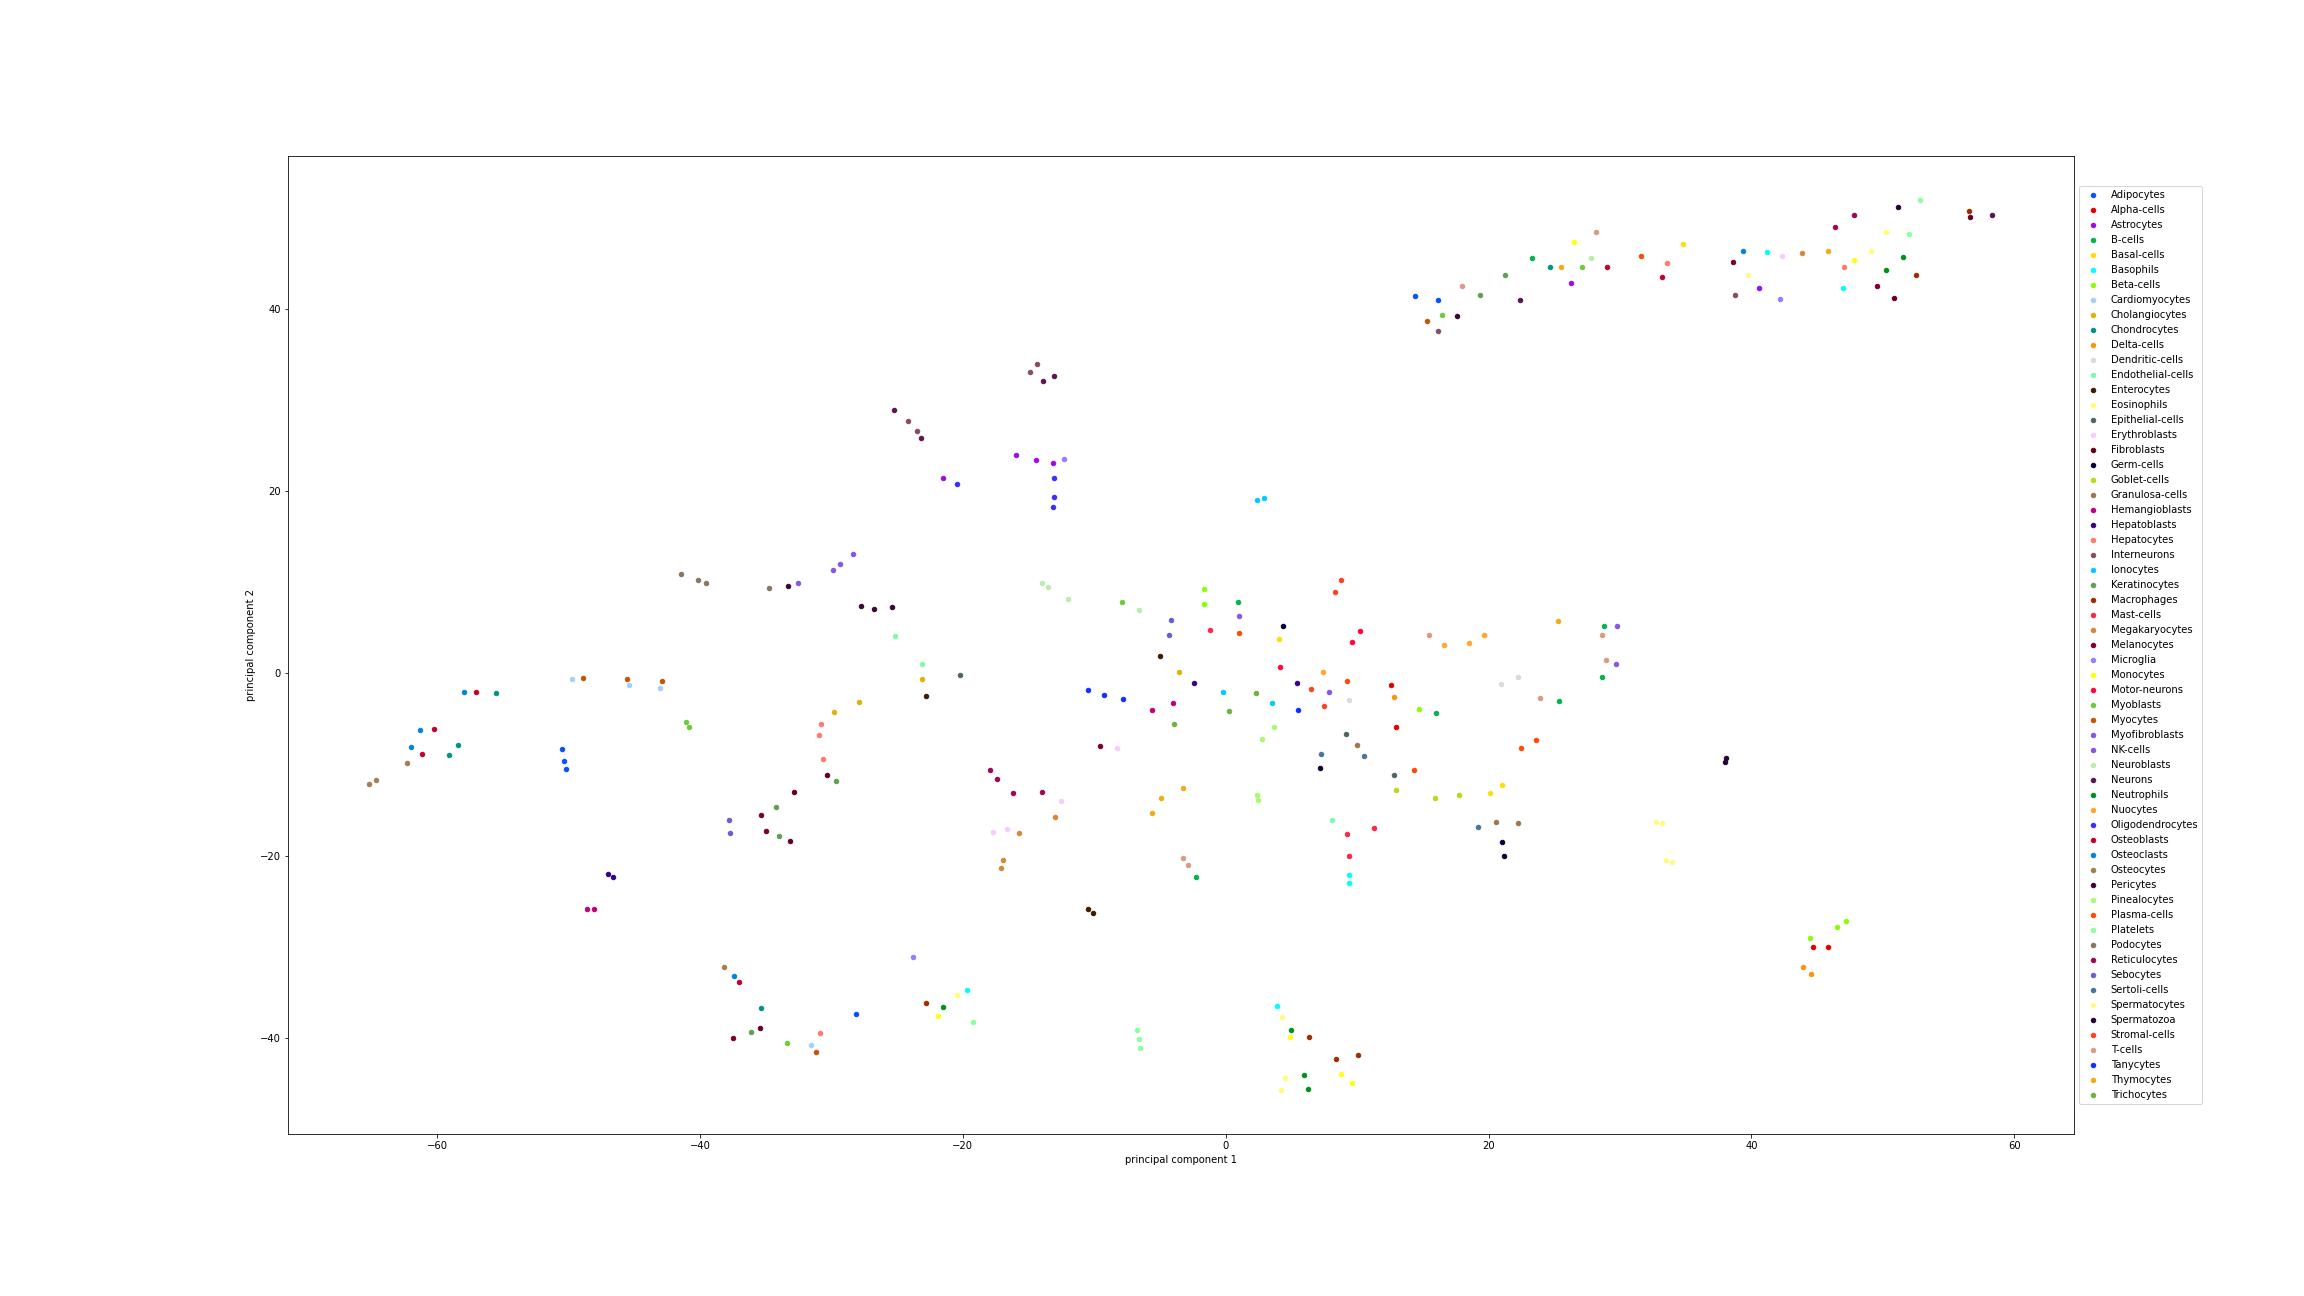 40
20
0
−20
−40
principal component 2
−60
−40
−20
0
20
40
60
principal component 1
Adipocytes
Alpha-cells
Astrocytes
B-cells
Basal-cells
Basophils
Beta-cells
Cardiomyocytes
Cholangiocytes
Chondrocytes
Delta-cells
Dendritic-cells
Endothelial-cells
Enterocytes
Eosinophils
Epithelial-cells
Erythroblasts
Fibroblasts
Germ-cells
Goblet-cells
Granulosa-cells
Hemangioblasts
Hepatoblasts
Hepatocytes
Interneurons
Ionocytes
Keratinocytes
Macrophages
Mast-cells
Megakaryocytes
Melanocytes
Microglia
Monocytes
Motor-neurons
Myoblasts
Myocytes
Myofibroblasts
NK-cells
Neuroblasts
Neurons
Neutrophils
Nuocytes
Oligodendrocytes
Osteoblasts
Osteoclasts
Osteocytes
Pericytes
Pinealocytes
Plasma-cells
Platelets
Podocytes
Reticulocytes
Sebocytes
Sertoli-cells
Spermatocytes
Spermatozoa
Stromal-cells
T-cells
Tanycytes
Thymocytes
Trichocytes